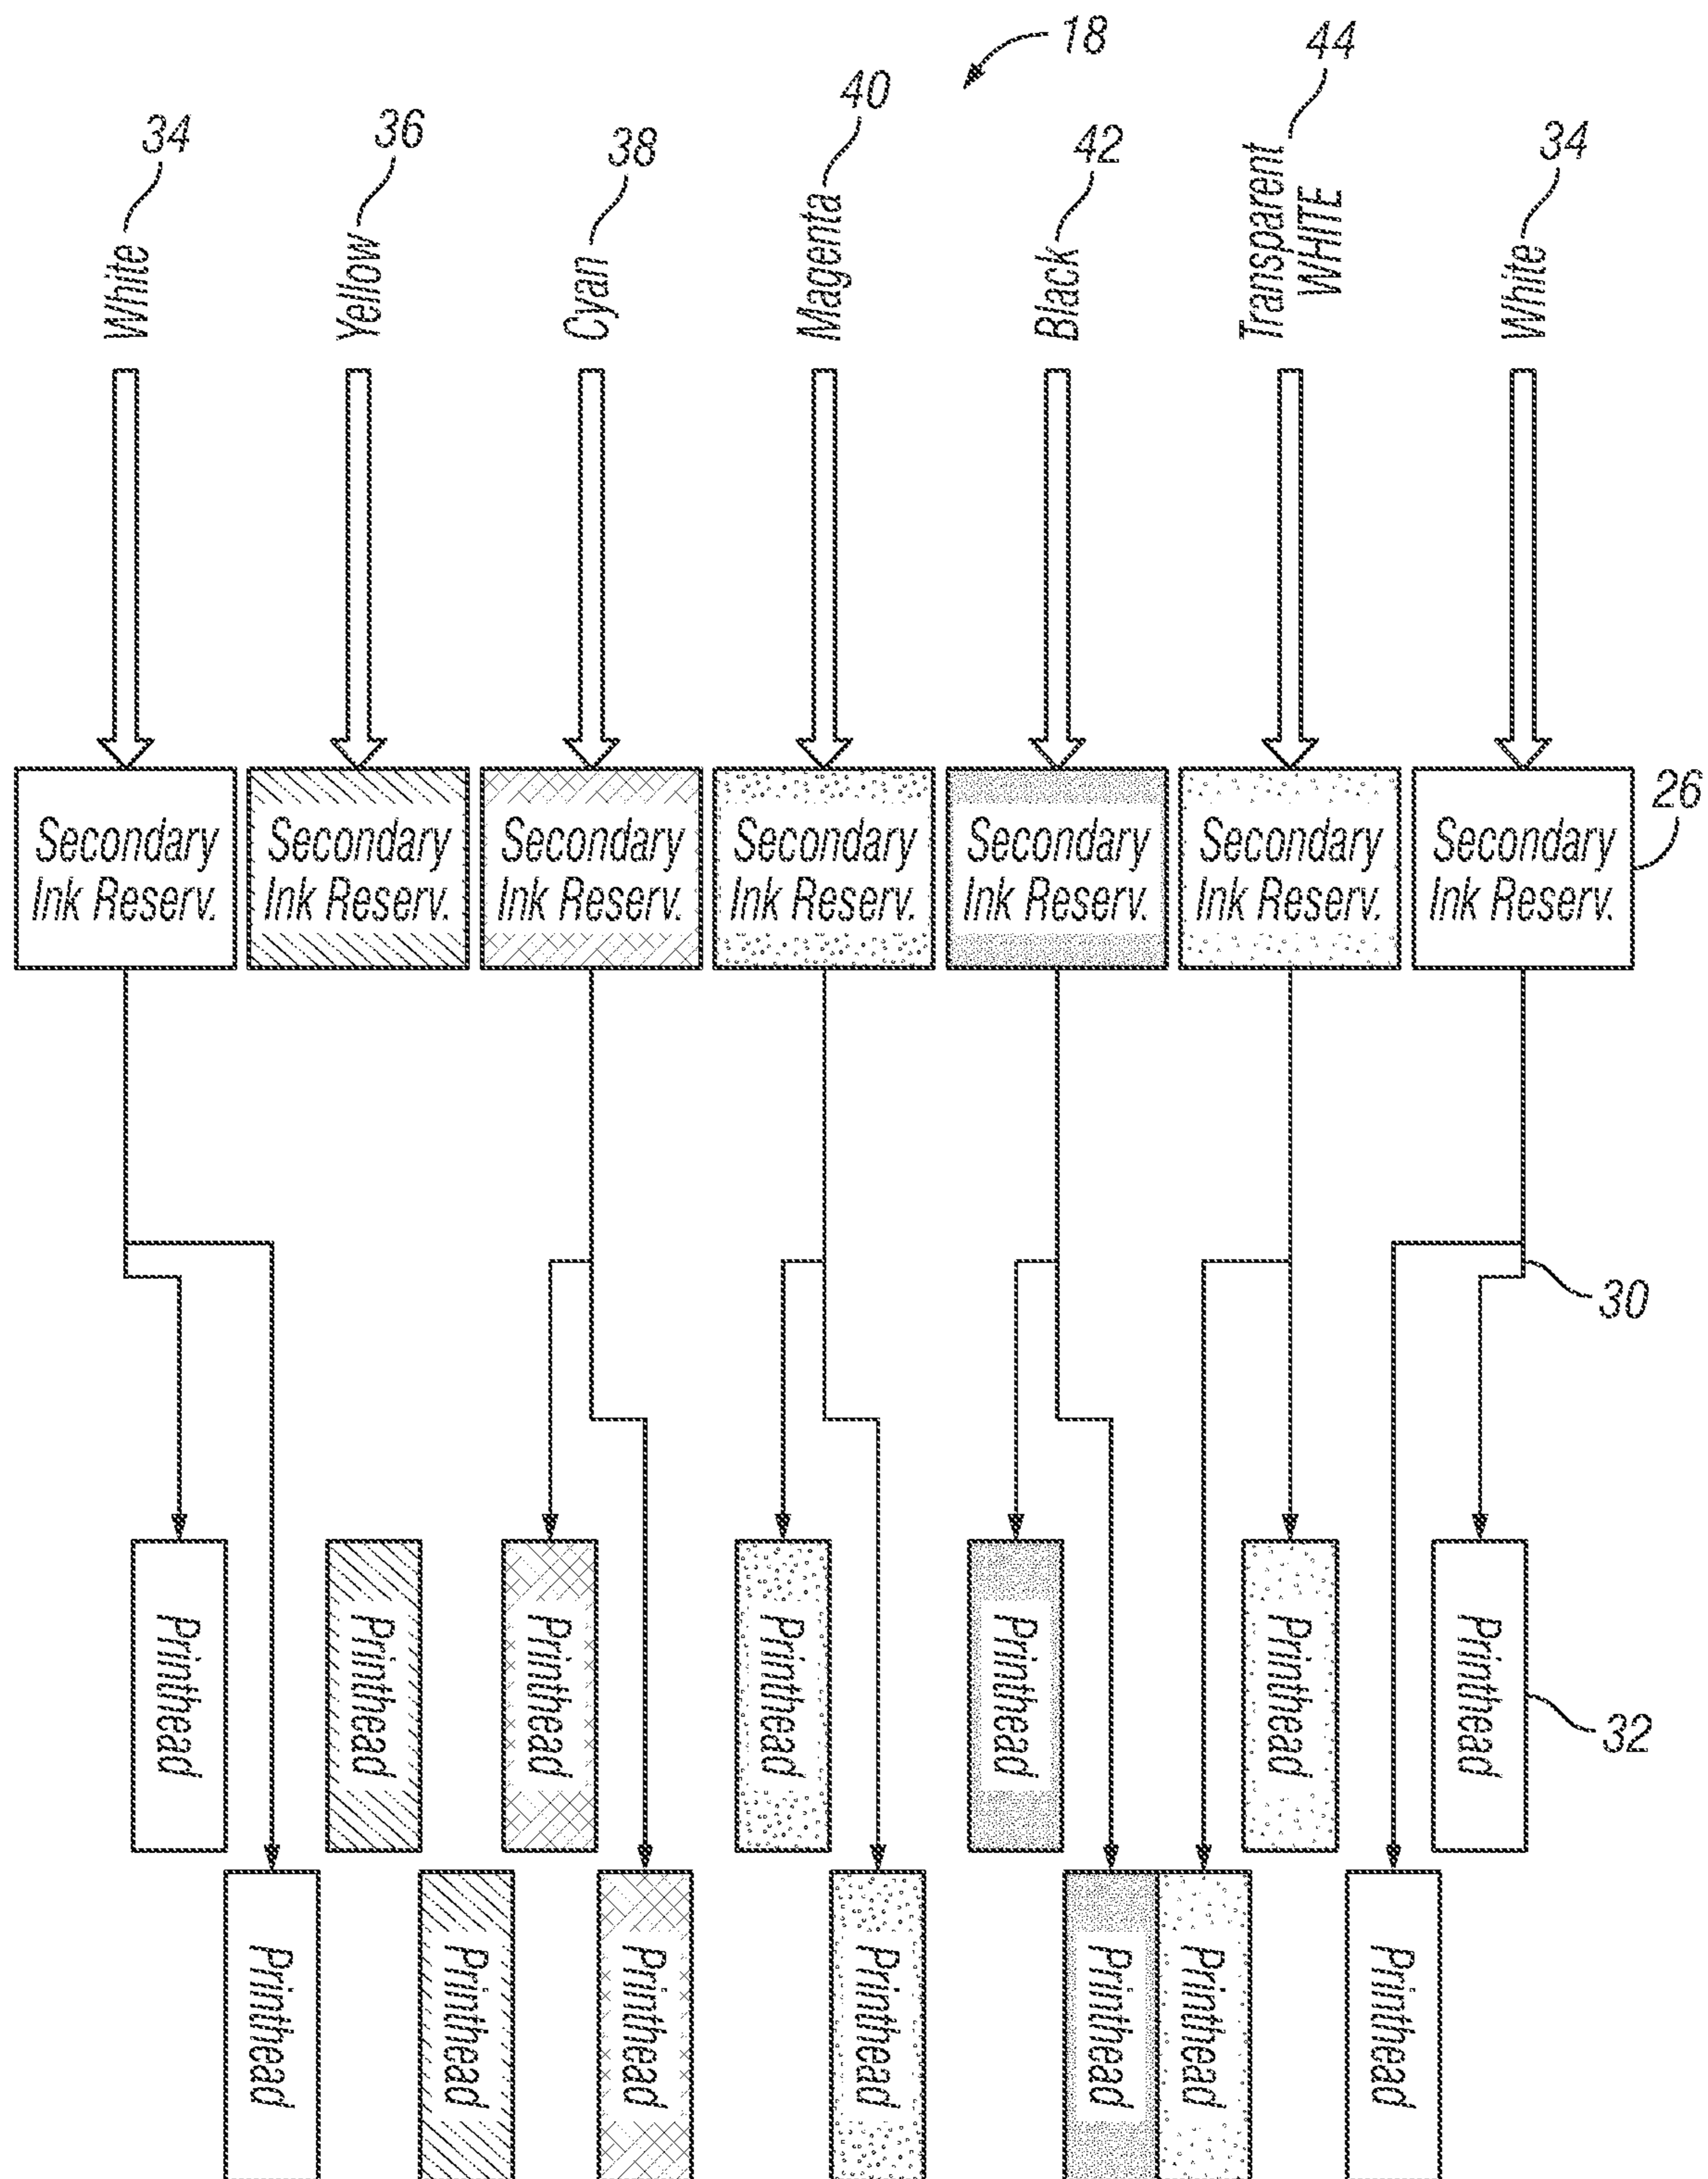 18
44
40
36
34
38
42
34
White
Yellow
Cyan
Magenta
Black
Transparent
WHITE
White
26
Secondary
Ink Reserv.
Secondary
Ink Reserv.
Secondary
Ink Reserv.
Secondary
Ink Reserv.
Secondary
Ink Reserv.
Secondary
Ink Reserv.
Secondary
Ink Reserv.
30
Printhead
Printhead
Printhead
Printhead
Printhead
Printhead
Printhead
32
Printhead
Printhead
Printhead
Printhead
Printhead
Printhead
Printhead